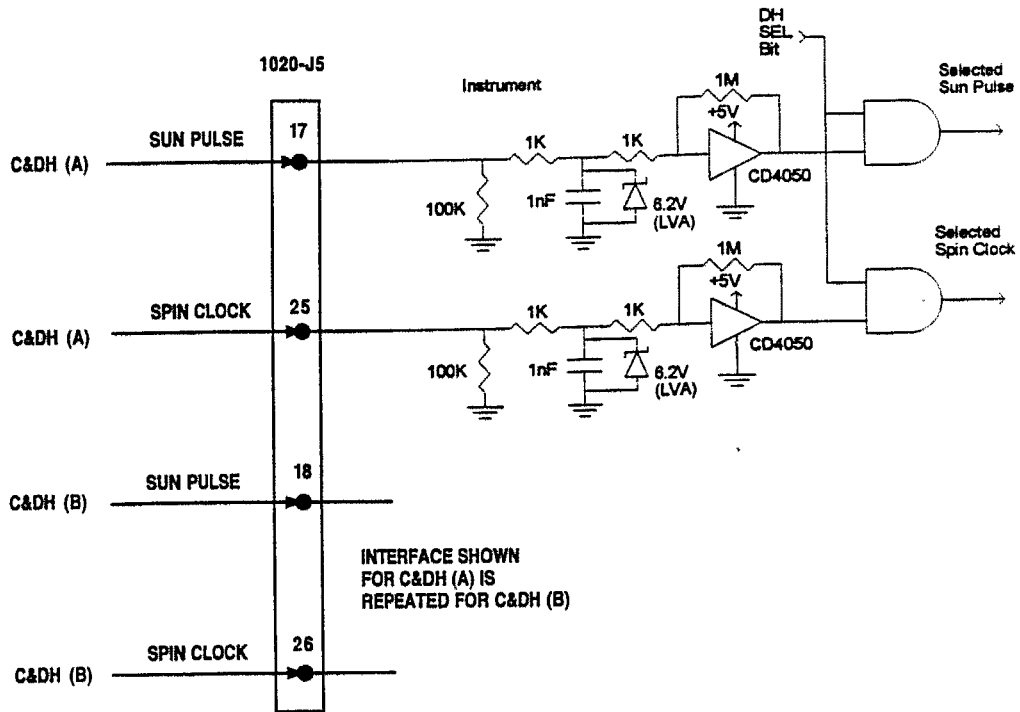 DH
SEL
Bit
1020-J5
Instrument
1M
+5V
Selected
Sun Pulse
C&DH (A)
SUN PULSE
17
1K
1K
CD4050
100K
1nF
6.2V
(LVA)
Selected
Spin Clock
1M
+5V
C&DH (A)
SPIN CLOCK
25
1K
1K
CD4050
100K
1nF
6.2V
(LVA)
C&DH (B)
SUN PULSE
18
INTERFACE SHOWN
FOR C&DH (A) IS
REPEATED FOR C&DH (B)
C&DH (B)
SPIN CLOCK
26